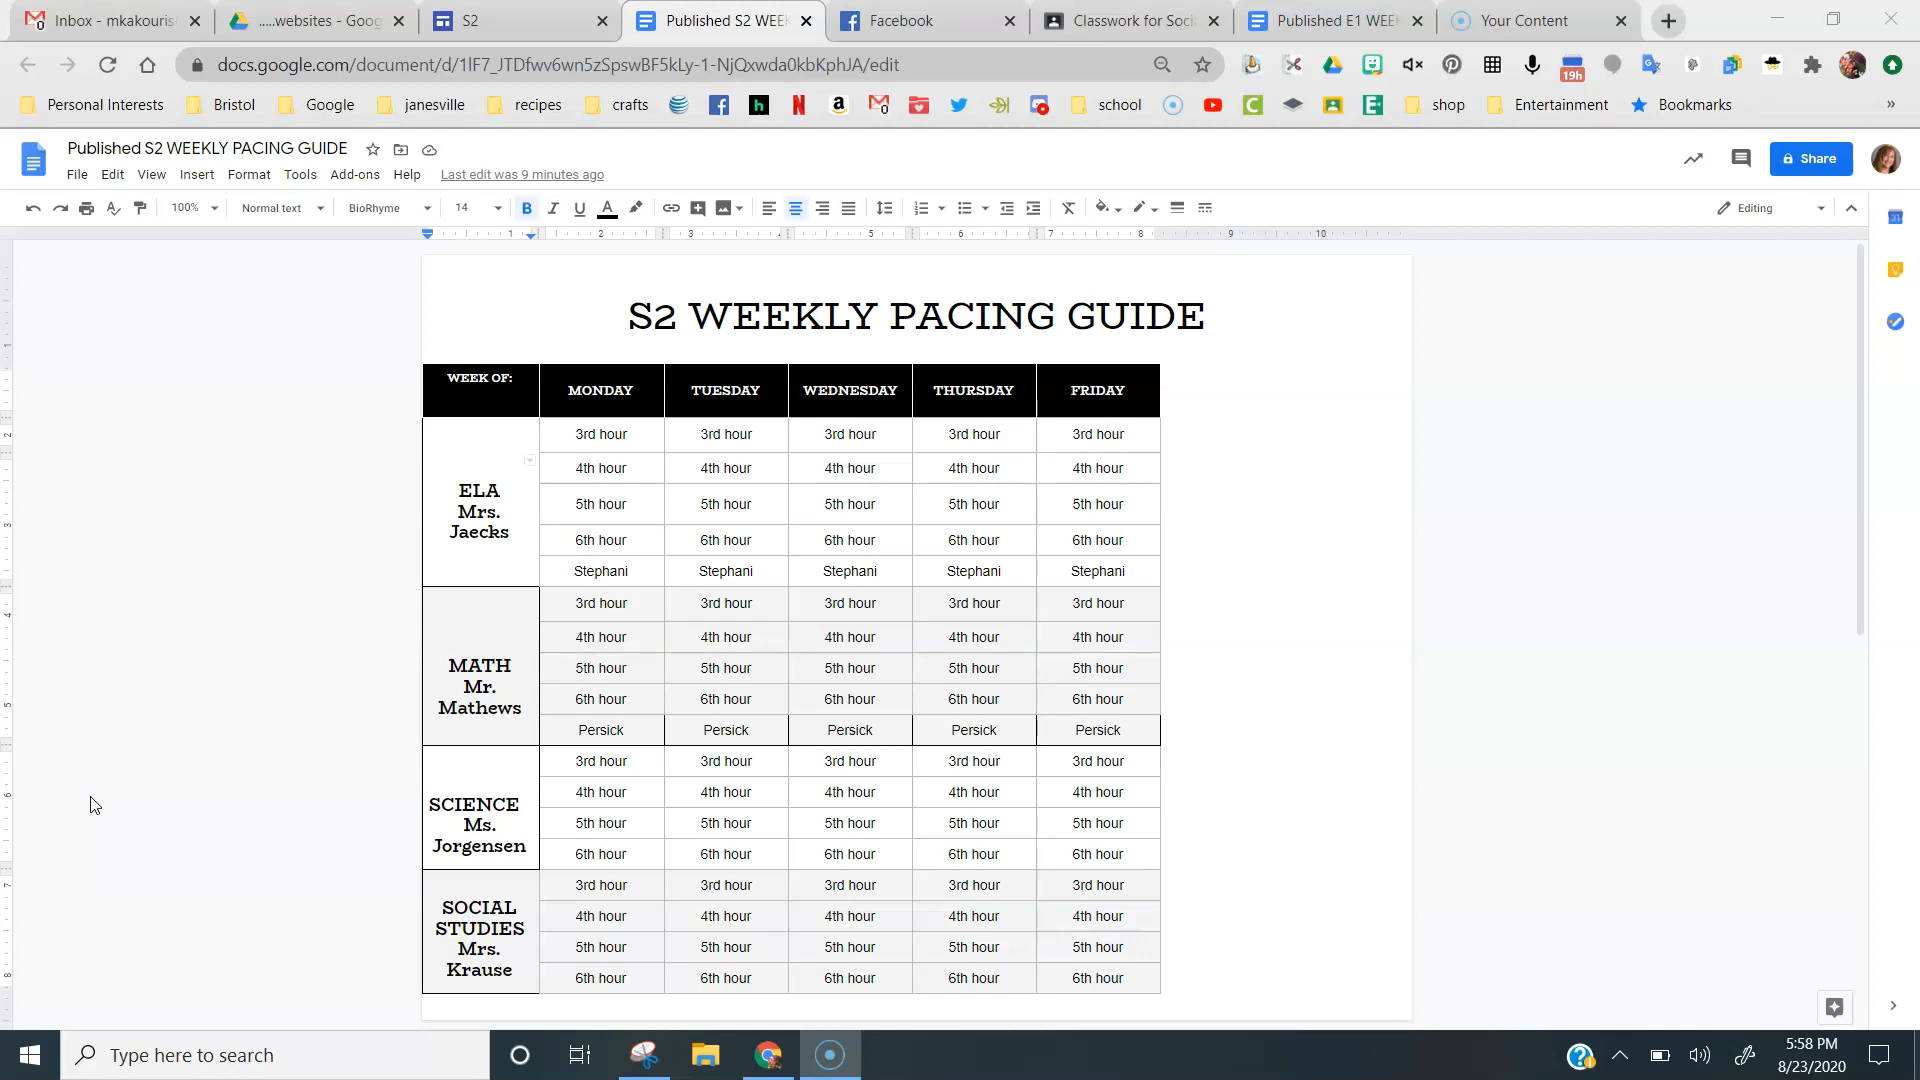 Inbox - mkakouris
.....websites - Goog
S2
Published S2 WEEK
Facebook
Classwork for Socia
Published E1 WEEK
Your Content
docs.google.com/document/d/1lF7_JTDfwv6wn5zSpswBF5kLy-1-NjQxwda0kbKphJA/edit
19h
Personal Interests
Bristol
Google
janesville
recipes
crafts
school
shop
Entertainment
Bookmarks
Published S2 WEEKLY PACING GUIDE
File Edit View Insert Format Tools Add-ons Help Last edit was 9 minutes ago
Share
100% Normal text BioRhyme 14 B I U A Editing
1 2 3 4 5 6 7 8 9 10
S2 WEEKLY PACING GUIDE
WEEK OF: MONDAY TUESDAY WEDNESDAY THURSDAY FRIDAY
ELA
Mrs.
Jaecks
3rd hour 3rd hour 3rd hour 3rd hour 3rd hour
4th hour 4th hour 4th hour 4th hour 4th hour
5th hour 5th hour 5th hour 5th hour 5th hour
6th hour 6th hour 6th hour 6th hour 6th hour
Stephani Stephani Stephani Stephani Stephani
MATH
Mr.
Mathews
3rd hour 3rd hour 3rd hour 3rd hour 3rd hour
4th hour 4th hour 4th hour 4th hour 4th hour
5th hour 5th hour 5th hour 5th hour 5th hour
6th hour 6th hour 6th hour 6th hour 6th hour
Persick Persick Persick Persick Persick
SCIENCE
Ms.
Jorgensen
3rd hour 3rd hour 3rd hour 3rd hour 3rd hour
4th hour 4th hour 4th hour 4th hour 4th hour
5th hour 5th hour 5th hour 5th hour 5th hour
6th hour 6th hour 6th hour 6th hour 6th hour
SOCIAL
STUDIES
Mrs.
Krause
3rd hour 3rd hour 3rd hour 3rd hour 3rd hour
4th hour 4th hour 4th hour 4th hour 4th hour
5th hour 5th hour 5th hour 5th hour 5th hour
6th hour 6th hour 6th hour 6th hour 6th hour
Type here to search
5:58 PM
8/23/2020